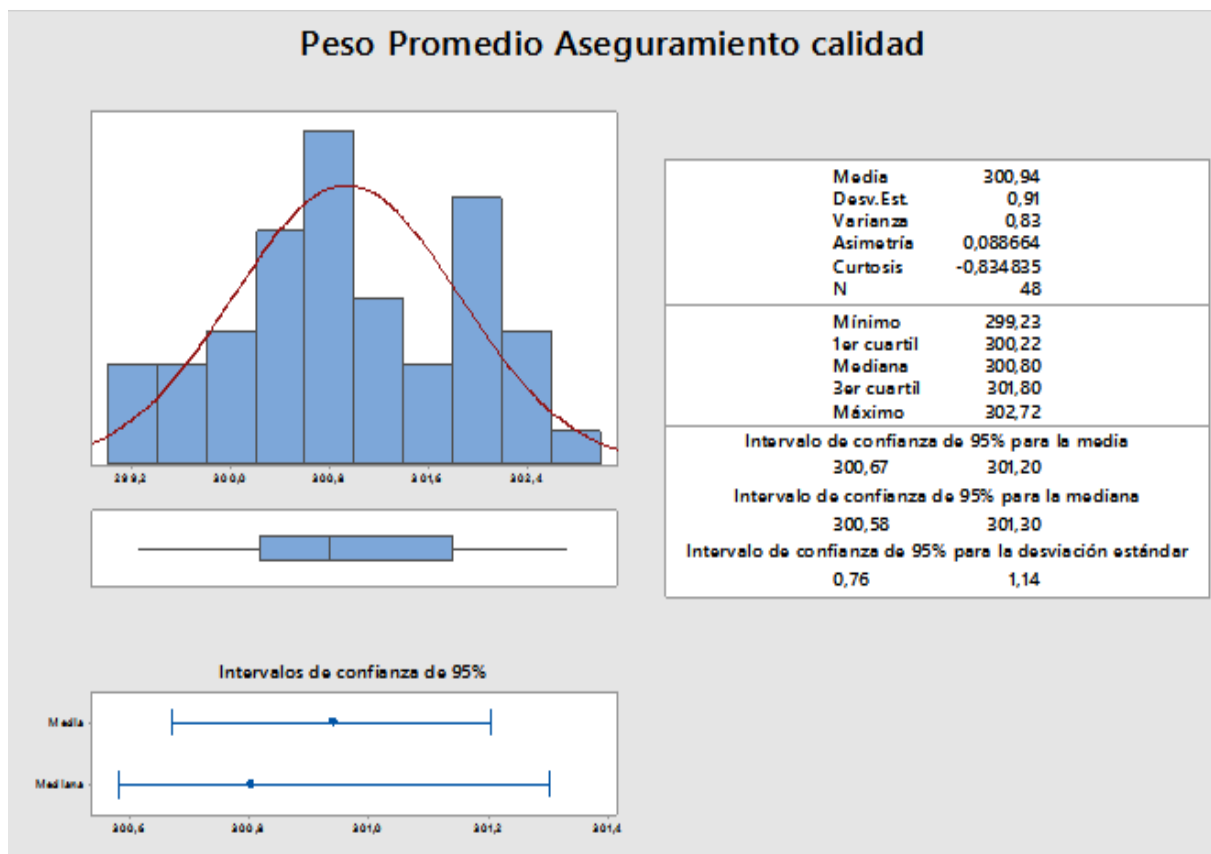 Peso Promedio Aseguramiento calidad
299,2 300,0 300,8 301,6 302,4
Media 300,94
Desv.Est. 0,91
Varianza 0,83
Asimetría 0,088664
Curtosis -0,834835
N 48
Mínimo 299,23
1er cuartil 300,22
Mediana 300,80
3er cuartil 301,80
Máximo 302,72
Intervalo de confianza de 95% para la media
300,67 301,20
Intervalo de confianza de 95% para la mediana
300,58 301,30
Intervalo de confianza de 95% para la desviación estándar
0,76 1,14
Intervalos de confianza de 95%
Media
Mediana
300,6 300,8 301,0 301,2 301,4